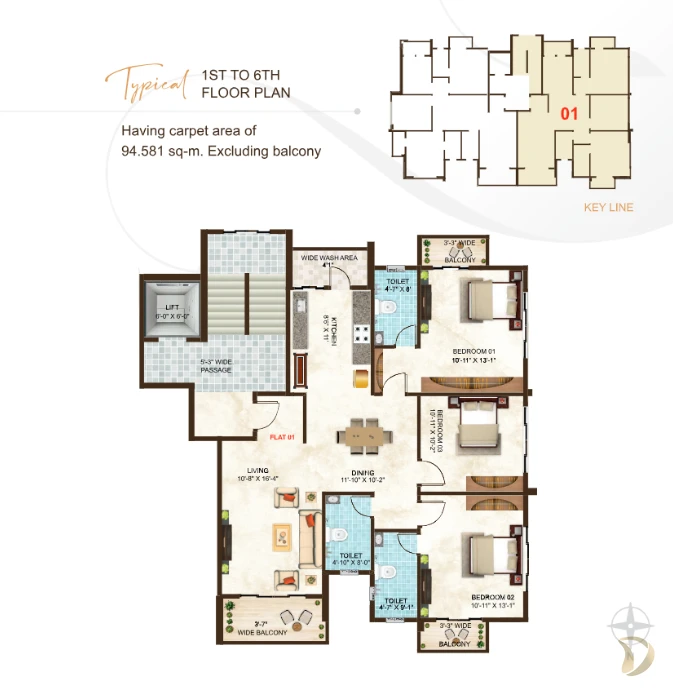 Typical
1ST TO 6TH
FLOOR PLAN
Having carpet area of
94.581 sq-m. Excluding balcony
01
KEY LINE
3'-3" WIDE
BALCONY
WIDE WASH AREA
4'1"
TOILET
4'-7" X 8'
LIFT
6'-0" X 6'-0"
KITCHEN
8'6" X 11'
BEDROOM 01
10'-11" X 13'-1"
5'-3" WIDE
PASSAGE
BEDROOM 03
10'-11" X 10'-2"
FLAT 01
LIVING
10'-8" X 16'-4"
DINING
11'-10" X 10'-2"
TOILET
4'-10" X 8'-0"
TOILET
4'-7" X 9'-1"
BEDROOM 02
10'-11" X 13'-1"
3'-7"
WIDE BALCONY
3'-3" WIDE
BALCONY